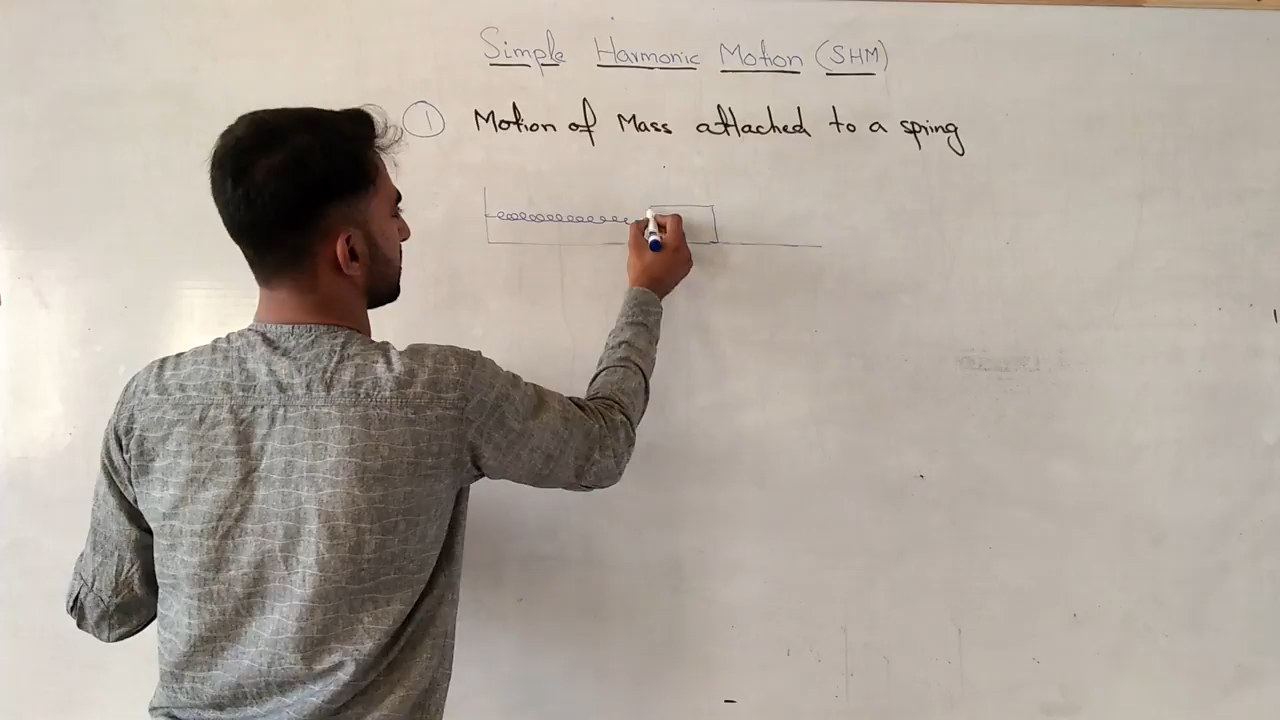 Simple Harmonic Motion (SHM)
① Motion of Mass attached to a spring